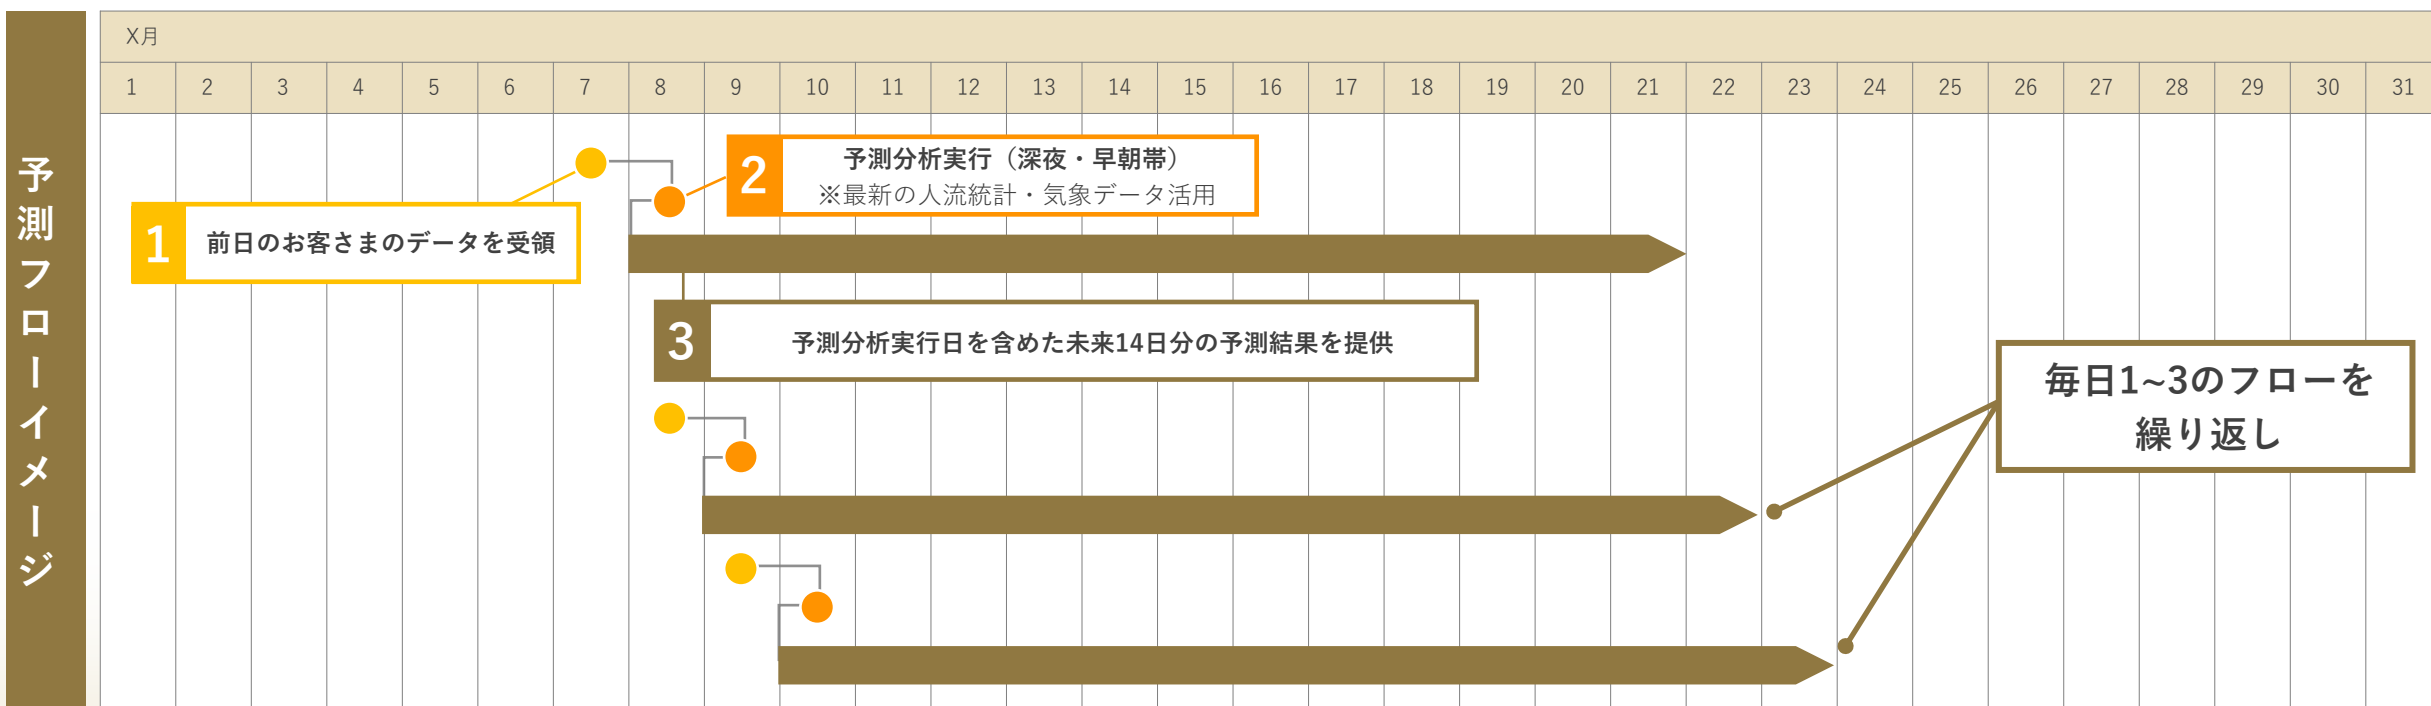 予測フローイメージ
X月
1 2 3 4 5 6 7 8 9 10 11 12 13 14 15 16 17 18 19 20 21 22 23 24 25 26 27 28 29 30 31
2
予測分析実行（深夜・早朝帯）
※最新の人流統計・気象データ活用
1
前日のお客さまのデータを受領
3
予測分析実行日を含めた未来14日分の予測結果を提供
毎日1~3のフローを
繰り返し